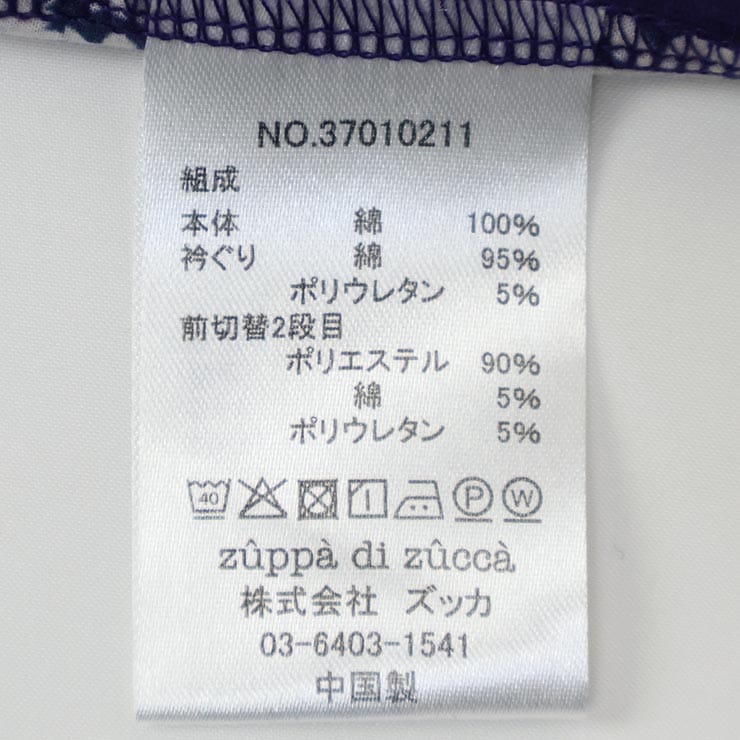 NO.37010211
組成
本体 綿 100%
衿ぐり 綿 95%
ポリウレタン 5%
前切替2段目
ポリエステル 90%
綿 5%
ポリウレタン 5%
40 P W
zûppà di zûccà
株式会社 ズッカ
03-6403-1541
中国製